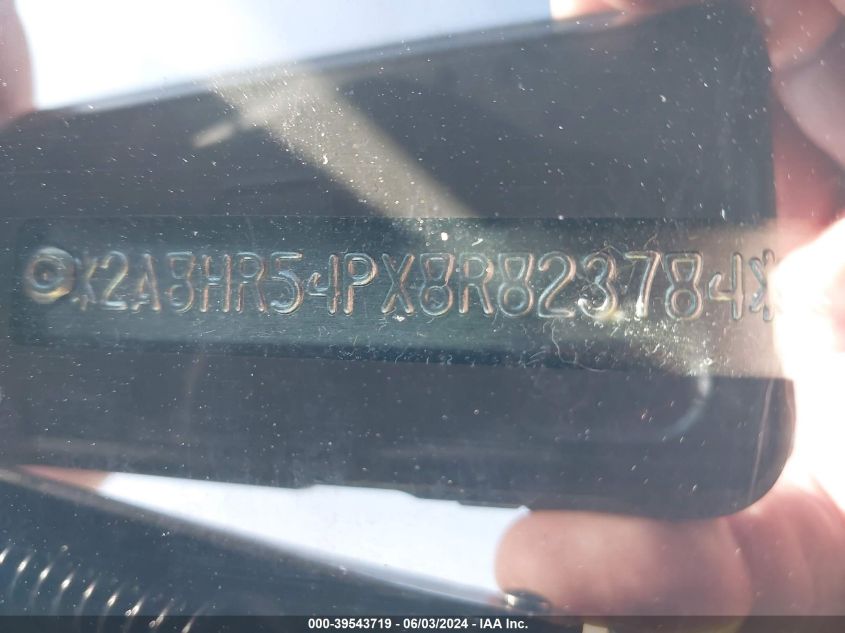 *2A8HR54PX8R823784*
000-39543719 - 06/03/2024 - IAA Inc.